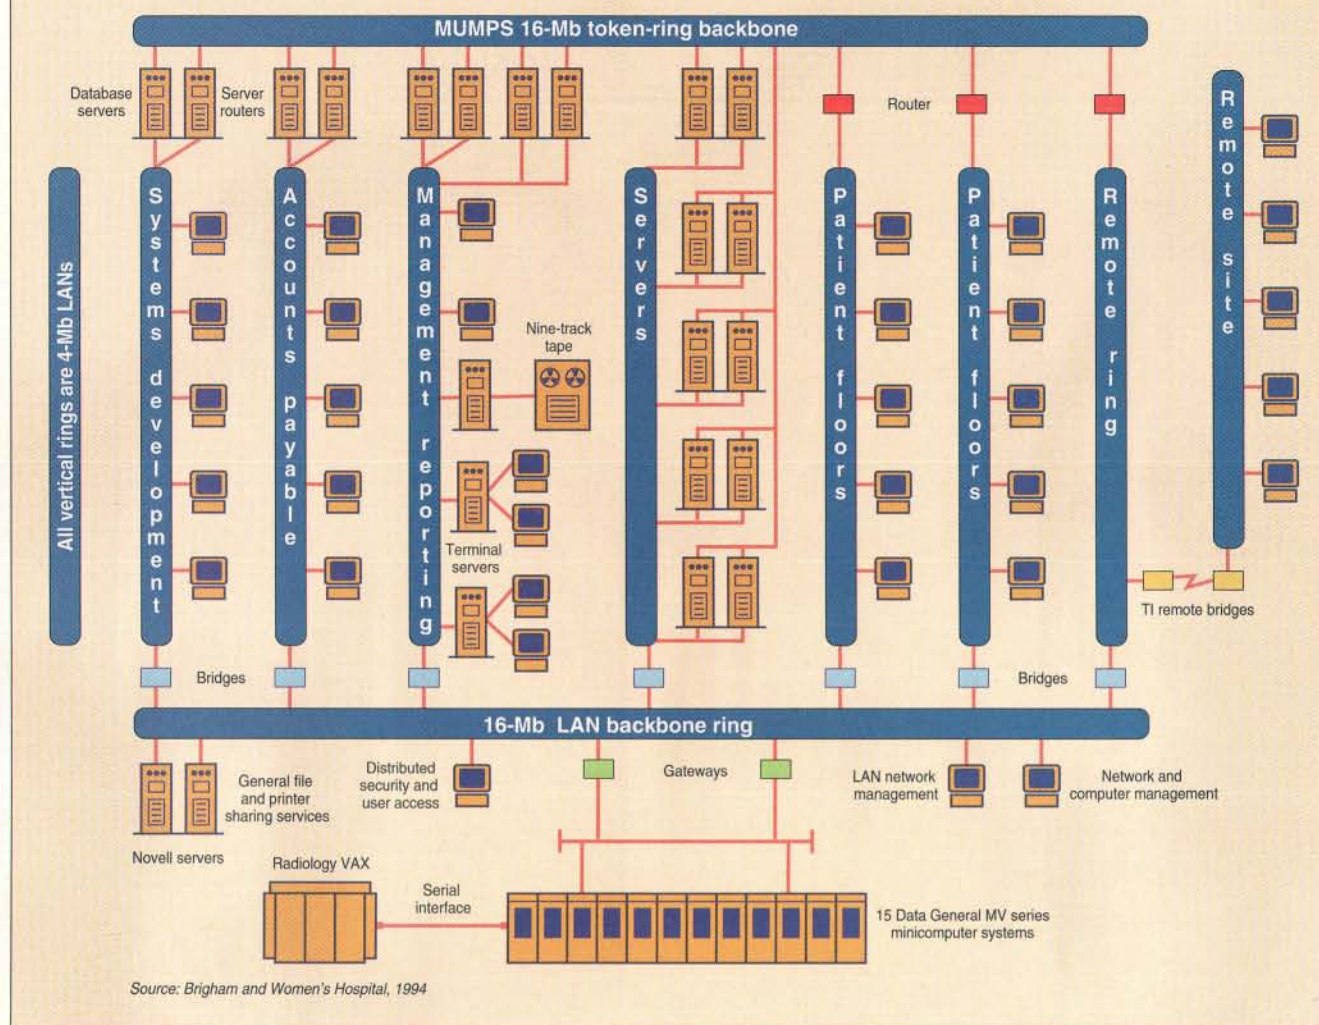 MUMPS 16-Mb token-ring backbone
Database
servers
Server
routers
Router
All vertical rings are 4-Mb LANs
Systems development
Accounts payable
Management reporting
Servers
Patient floors
Patient floors
Remote ring
Remote site
Nine-track
tape
Terminal
servers
TI remote bridges
Bridges
Bridges
16-Mb LAN backbone ring
General file
and printer
sharing services
Novell servers
Distributed
security and
user access
Gateways
LAN network
management
Network and
computer management
Radiology VAX
Serial
interface
15 Data General MV series
minicomputer systems
Source: Brigham and Women's Hospital, 1994